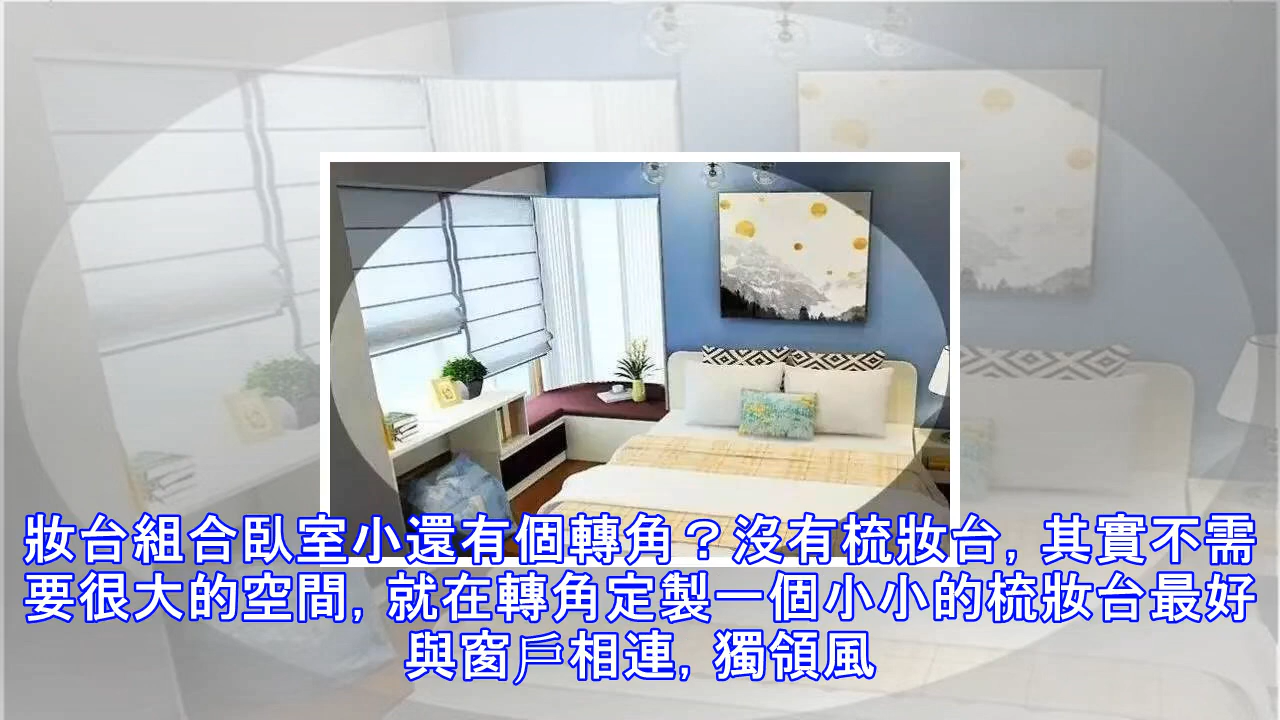 妝台組合臥室小還有個轉角？沒有梳妝台, 其實不需
要很大的空間, 就在轉角定製一個小小的梳妝台最好
與窗戶相連, 獨領風